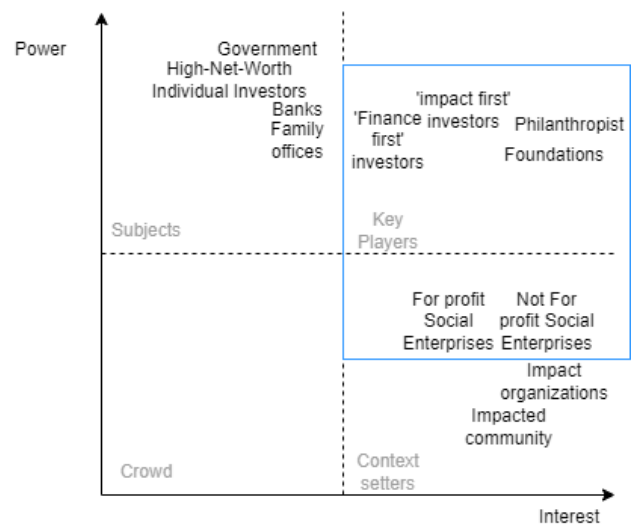 Power
Government
High-Net-Worth
Individual Investors
Banks
Family
offices
'impact first'
investors
'Finance
first'
investors
Philanthropist
Foundations
Subjects
Key
Players
For profit
Social
Enterprises
Not For
profit Social
Enterprises
Impact
organizations
Impacted
community
Crowd
Context
setters
Interest